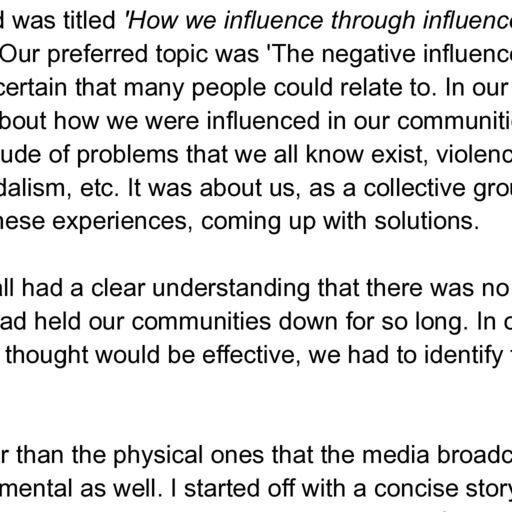 d was titled 'How we influence through influenc
Our preferred topic was 'The negative influenc
certain that many people could relate to. In our
bout how we were influenced in our communiti
ude of problems that we all know exist, violenc
dalism, etc. It was about us, as a collective gro
hese experiences, coming up with solutions.
all had a clear understanding that there was no
ad held our communities down for so long. In o
thought would be effective, we had to identify
r than the physical ones that the media broadc
mental as well. I started off with a concise story